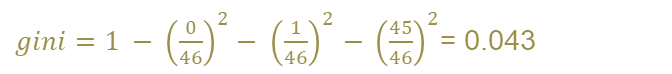 gini = 1 − (0/46)² − (1/46)² − (45/46)² = 0.043